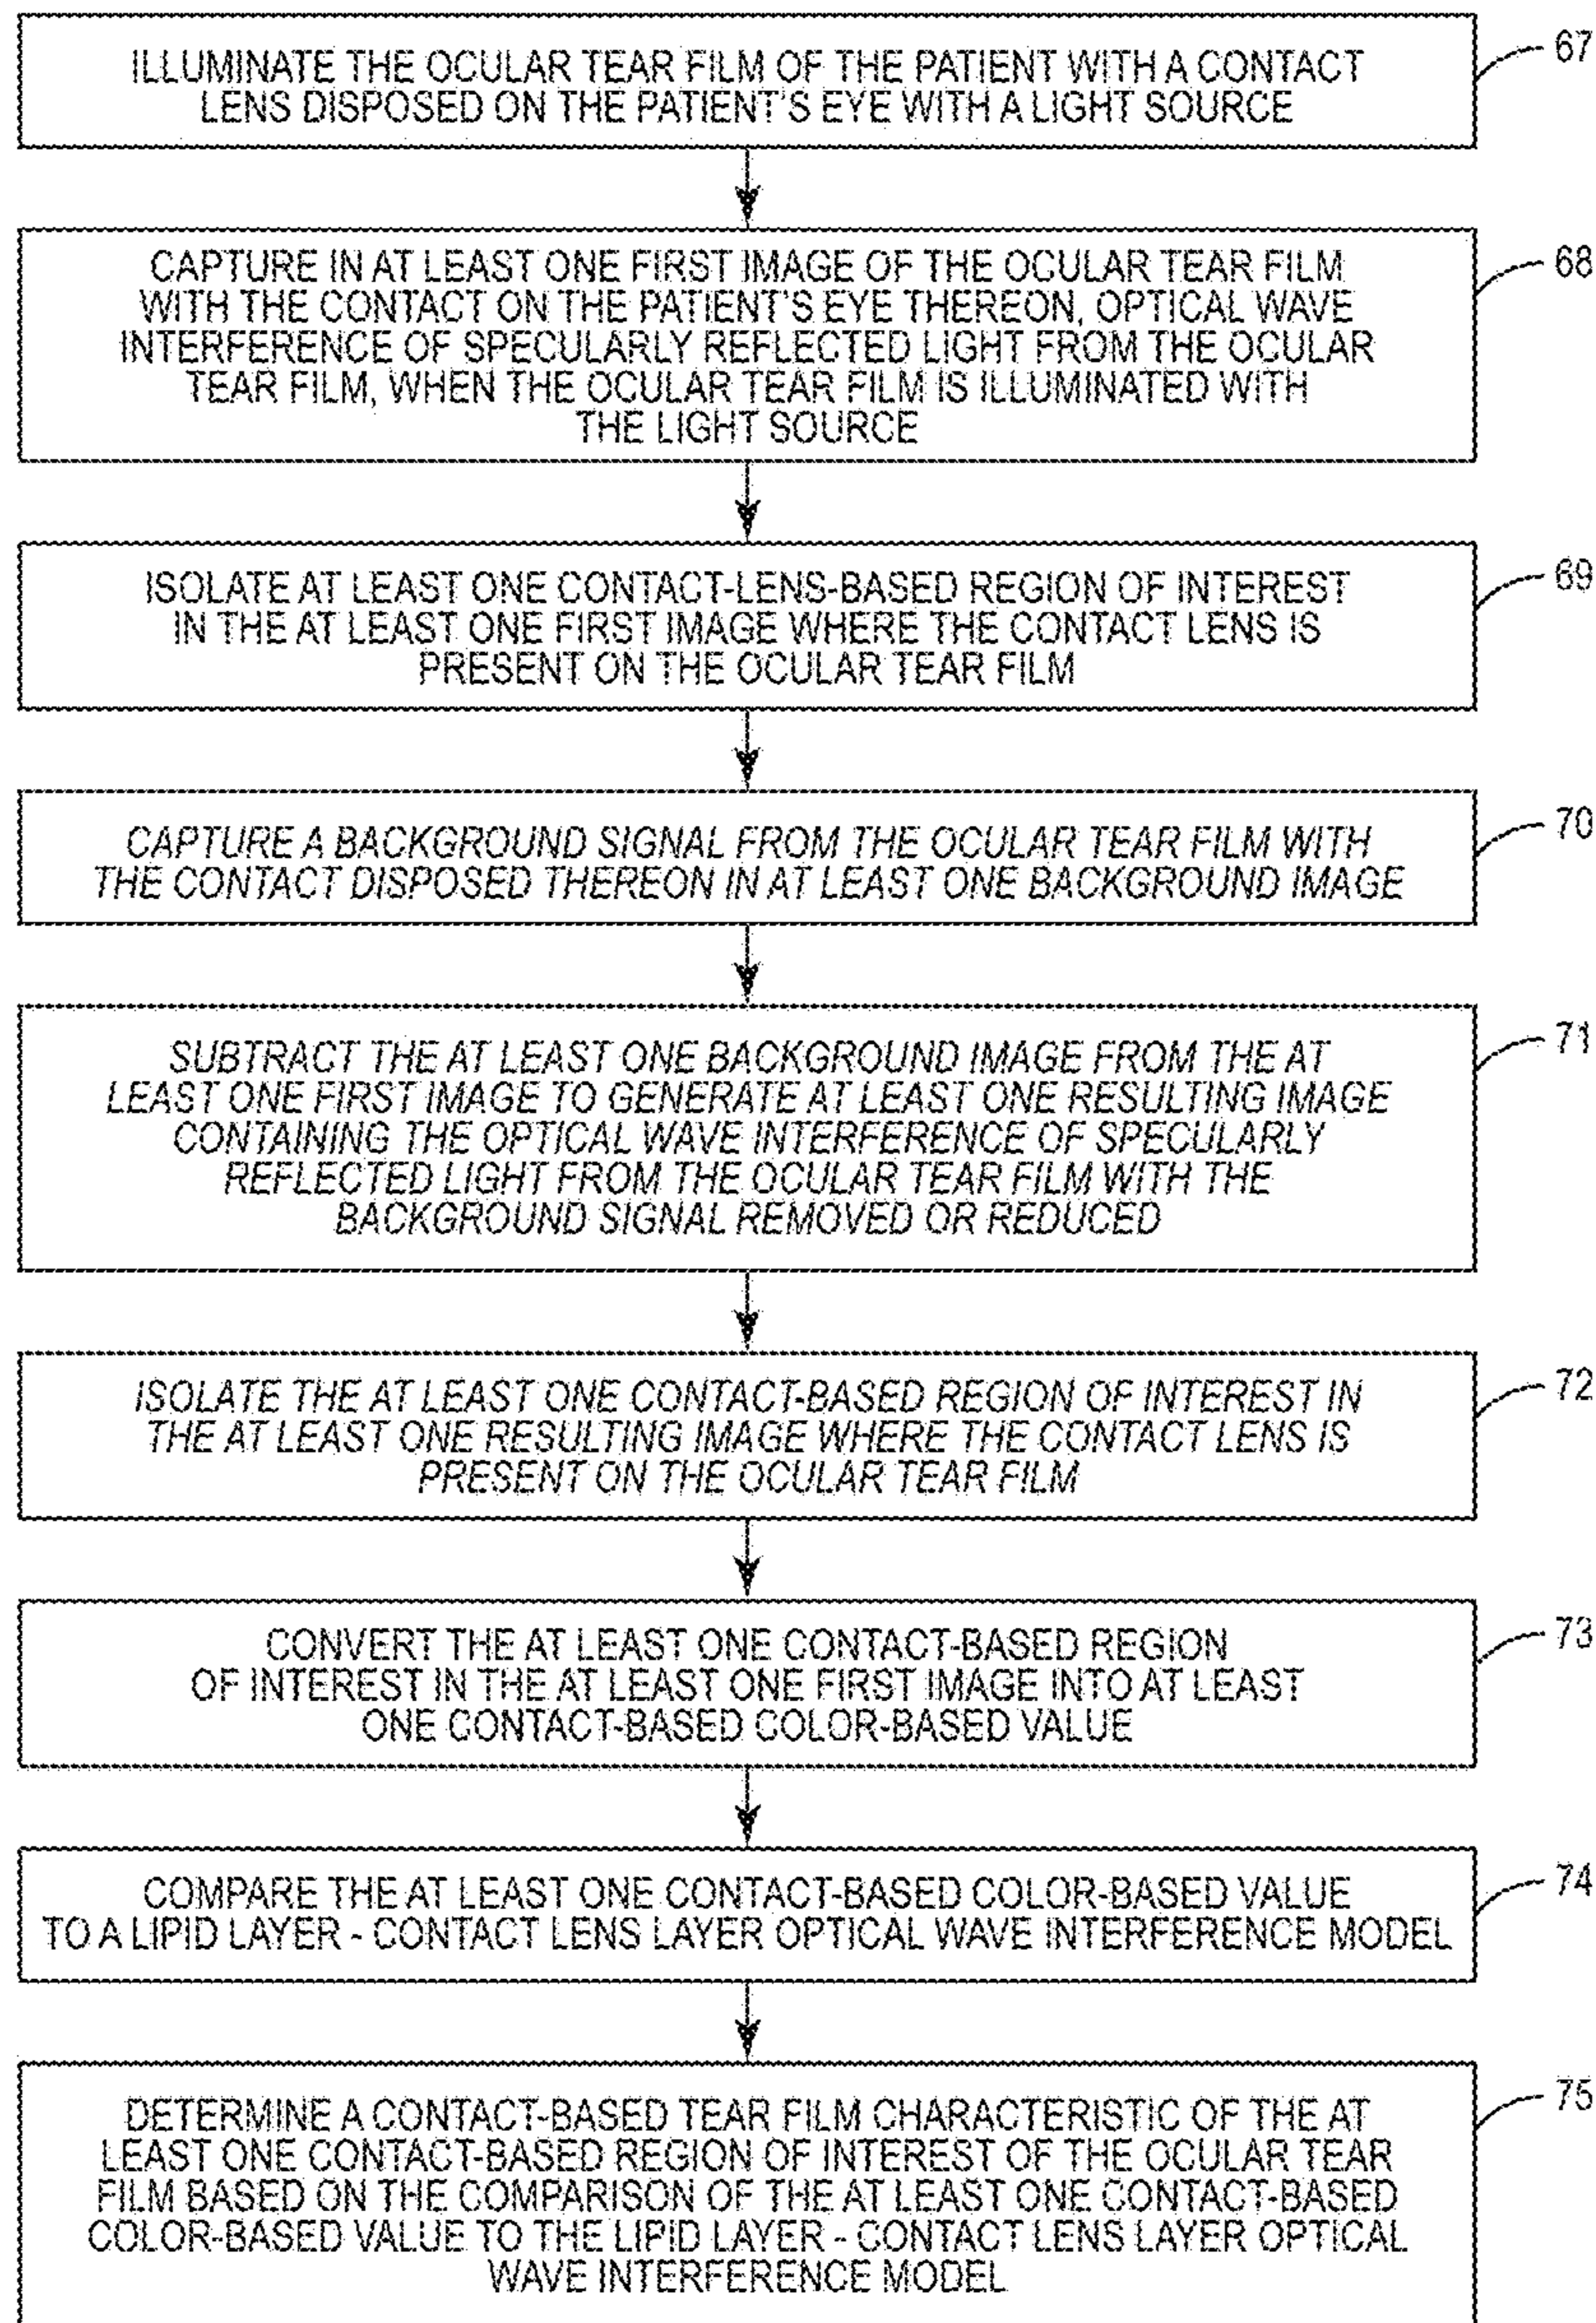 ILLUMINATE THE OCULAR TEAR FILM OF THE PATIENT WITH A CONTACT
LENS DISPOSED ON THE PATIENT'S EYE WITH A LIGHT SOURCE
67
CAPTURE IN AT LEAST ONE FIRST IMAGE OF THE OCULAR TEAR FILM
WITH THE CONTACT ON THE PATIENT'S EYE THEREON, OPTICAL WAVE
INTERFERENCE OF SPECULARLY REFLECTED LIGHT FROM THE OCULAR
TEAR FILM, WHEN THE OCULAR TEAR FILM IS ILLUMINATED WITH
THE LIGHT SOURCE
68
ISOLATE AT LEAST ONE CONTACT-LENS-BASED REGION OF INTEREST
IN THE AT LEAST ONE FIRST IMAGE WHERE THE CONTACT LENS IS
PRESENT ON THE OCULAR TEAR FILM
69
CAPTURE A BACKGROUND SIGNAL FROM THE OCULAR TEAR FILM WITH
THE CONTACT DISPOSED THEREON IN AT LEAST ONE BACKGROUND IMAGE
70
SUBTRACT THE AT LEAST ONE BACKGROUND IMAGE FROM THE AT
LEAST ONE FIRST IMAGE TO GENERATE AT LEAST ONE RESULTING IMAGE
CONTAINING THE OPTICAL WAVE INTERFERENCE OF SPECULARLY
REFLECTED LIGHT FROM THE OCULAR TEAR FILM WITH THE
BACKGROUND SIGNAL REMOVED OR REDUCED
71
ISOLATE THE AT LEAST ONE CONTACT-BASED REGION OF INTEREST IN
THE AT LEAST ONE RESULTING IMAGE WHERE THE CONTACT LENS IS
PRESENT ON THE OCULAR TEAR FILM
72
CONVERT THE AT LEAST ONE CONTACT-BASED REGION
OF INTEREST IN THE AT LEAST ONE FIRST IMAGE INTO AT LEAST
ONE CONTACT-BASED COLOR-BASED VALUE
73
COMPARE THE AT LEAST ONE CONTACT-BASED COLOR-BASED VALUE
TO A LIPID LAYER - CONTACT LENS LAYER OPTICAL WAVE INTERFERENCE MODEL
74
DETERMINE A CONTACT-BASED TEAR FILM CHARACTERISTIC OF THE AT
LEAST ONE CONTACT-BASED REGION OF INTEREST OF THE OCULAR TEAR
FILM BASED ON THE COMPARISON OF THE AT LEAST ONE CONTACT-BASED
COLOR-BASED VALUE TO THE LIPID LAYER - CONTACT LENS LAYER OPTICAL
WAVE INTERFERENCE MODEL
75